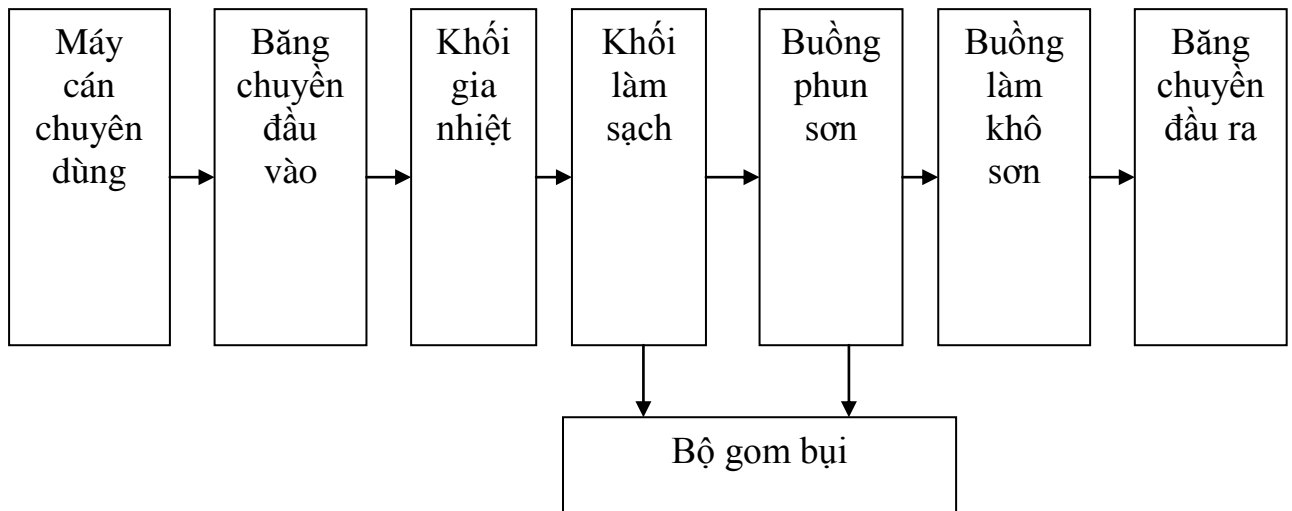 Máy
cán
chuyên
dùng
Băng
chuyền
đầu
vào
Khối
gia
nhiệt
Khối
làm
sạch
Buồng
phun
sơn
Buồng
làm
khô
sơn
Băng
chuyền
đầu ra
Bộ gom bụi